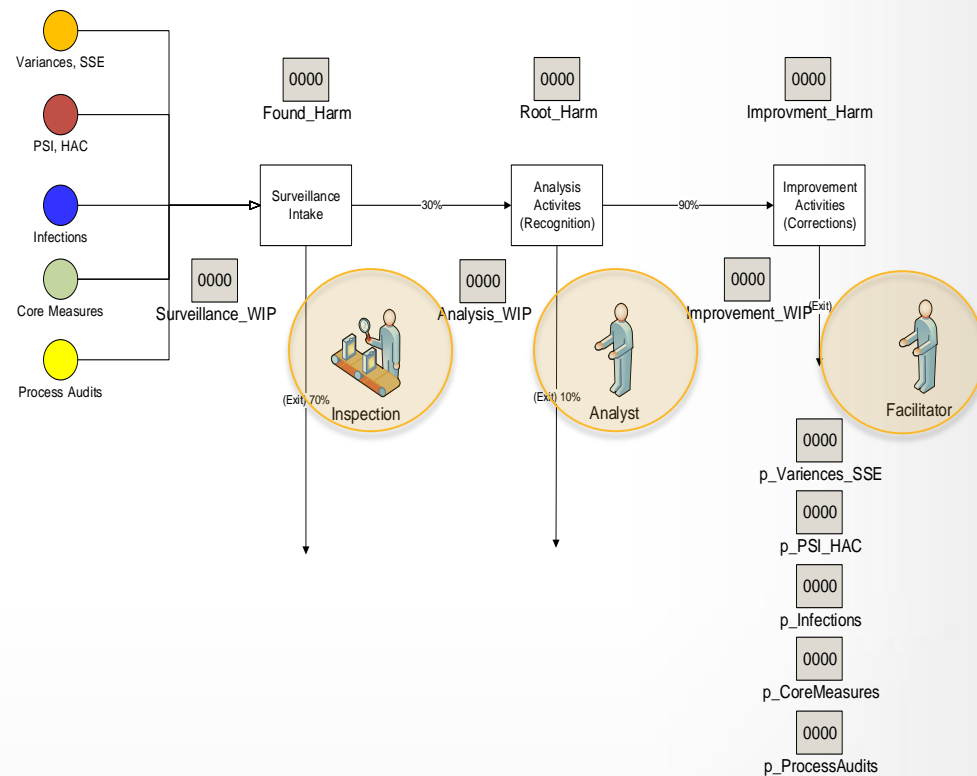 Variances, SSE
PSI, HAC
Infections
Core Measures
Process Audits
0000
Found_Harm
0000
Root_Harm
0000
Improvment_Harm
Surveillance
Intake
30%
Analysis
Activites
(Recognition)
90%
Improvement
Activities
(Corrections)
0000
Surveillance_WIP
0000
Analysis_WIP
0000
Improvement_WIP
(Exit) 70%
Inspection
(Exit) 10%
Analyst
(Exit)
Facilitator
0000
p_Variences_SSE
0000
p_PSI_HAC
0000
p_Infections
0000
p_CoreMeasures
0000
p_ProcessAudits